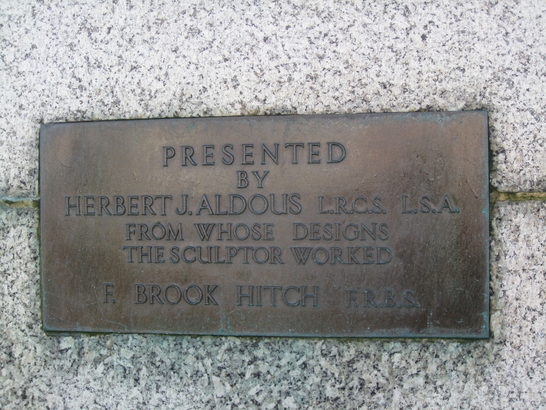 PRESENTED
BY
HERBERT J. ALDOUS L.R.C.S. L.S.A.
FROM WHOSE DESIGNS
THE SCULPTOR WORKED
F. BROOK HITCH F.R.B.S.